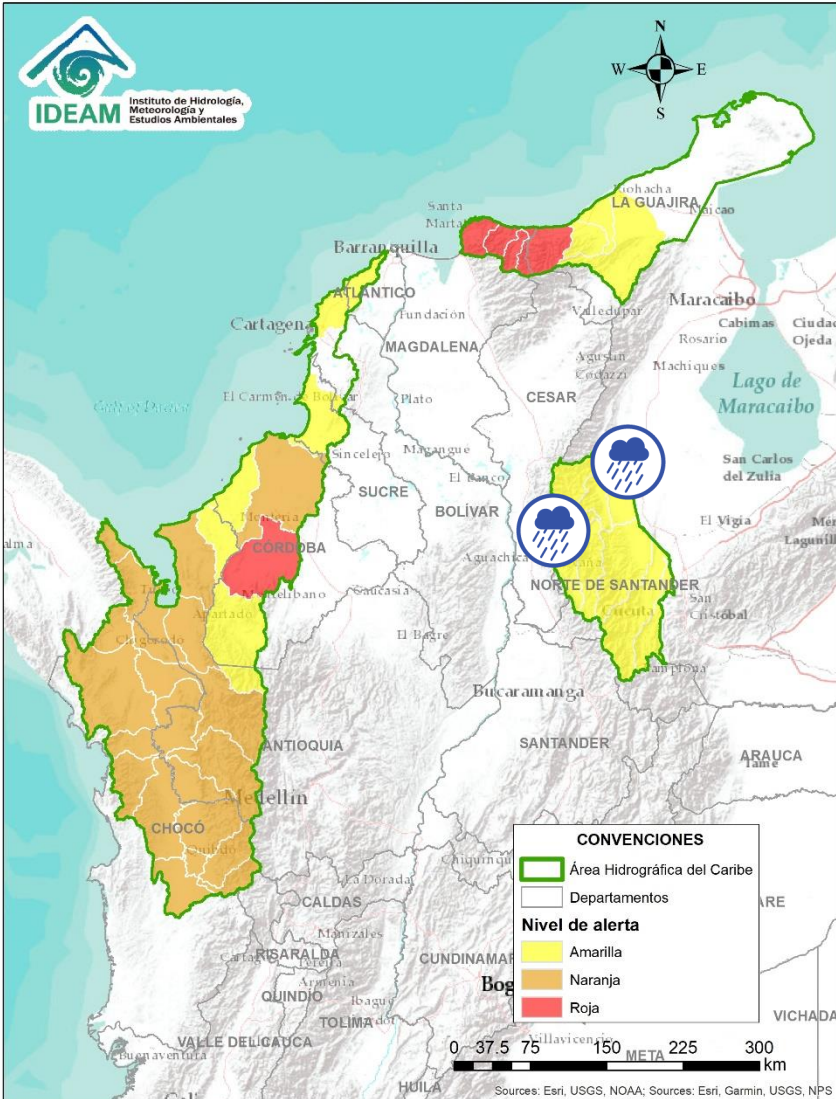 IDEAM
Instituto de Hidrología,
Meteorología y
Estudios Ambientales
N
W
E
S
Riohacha
LA GUAJIRA
Maicao
Santa
Marta
Barranquilla
ATLÁNTICO
Maracaibo
Cabimas
Ciudad
Ojeda
Cartagena
Fundación
Valledupar
Rosario
MAGDALENA
Agustín
Codazzi
Machiques
Lago de
Maracaibo
El Carmen de Bolívar
Plato
CESAR
Sincelejo
Magangué
San Carlos
del Zulia
El Banco
SUCRE
BOLÍVAR
Montería
El Vigía
CÓRDOBA
Aguachica
Montelíbano
Caucasia
NORTE DE SANTANDER
San
Cristóbal
Turbo
Apartadó
Cúcuta
Chigorodó
El Bagre
Pamplona
Bucaramanga
ANTIOQUIA
SANTANDER
ARAUCA
Tame
Medellín
CHOCÓ
Quibdó
La Dorada
CALDAS
Manizales
RISARALDA
Pereira
Armenia
QUINDÍO
Ibagué
TOLIMA
VALLE DEL CAUCA
Buenaventura
HUILA
Villavicencio
META
VICHADA
CONVENCIONES
Área Hidrográfica del Caribe
Departamentos
Nivel de alerta
Amarilla
Naranja
Roja
0 37.5 75 150 225 300
km
Sources: Esri, USGS, NOAA; Sources: Esri, Garmin, USGS, NPS